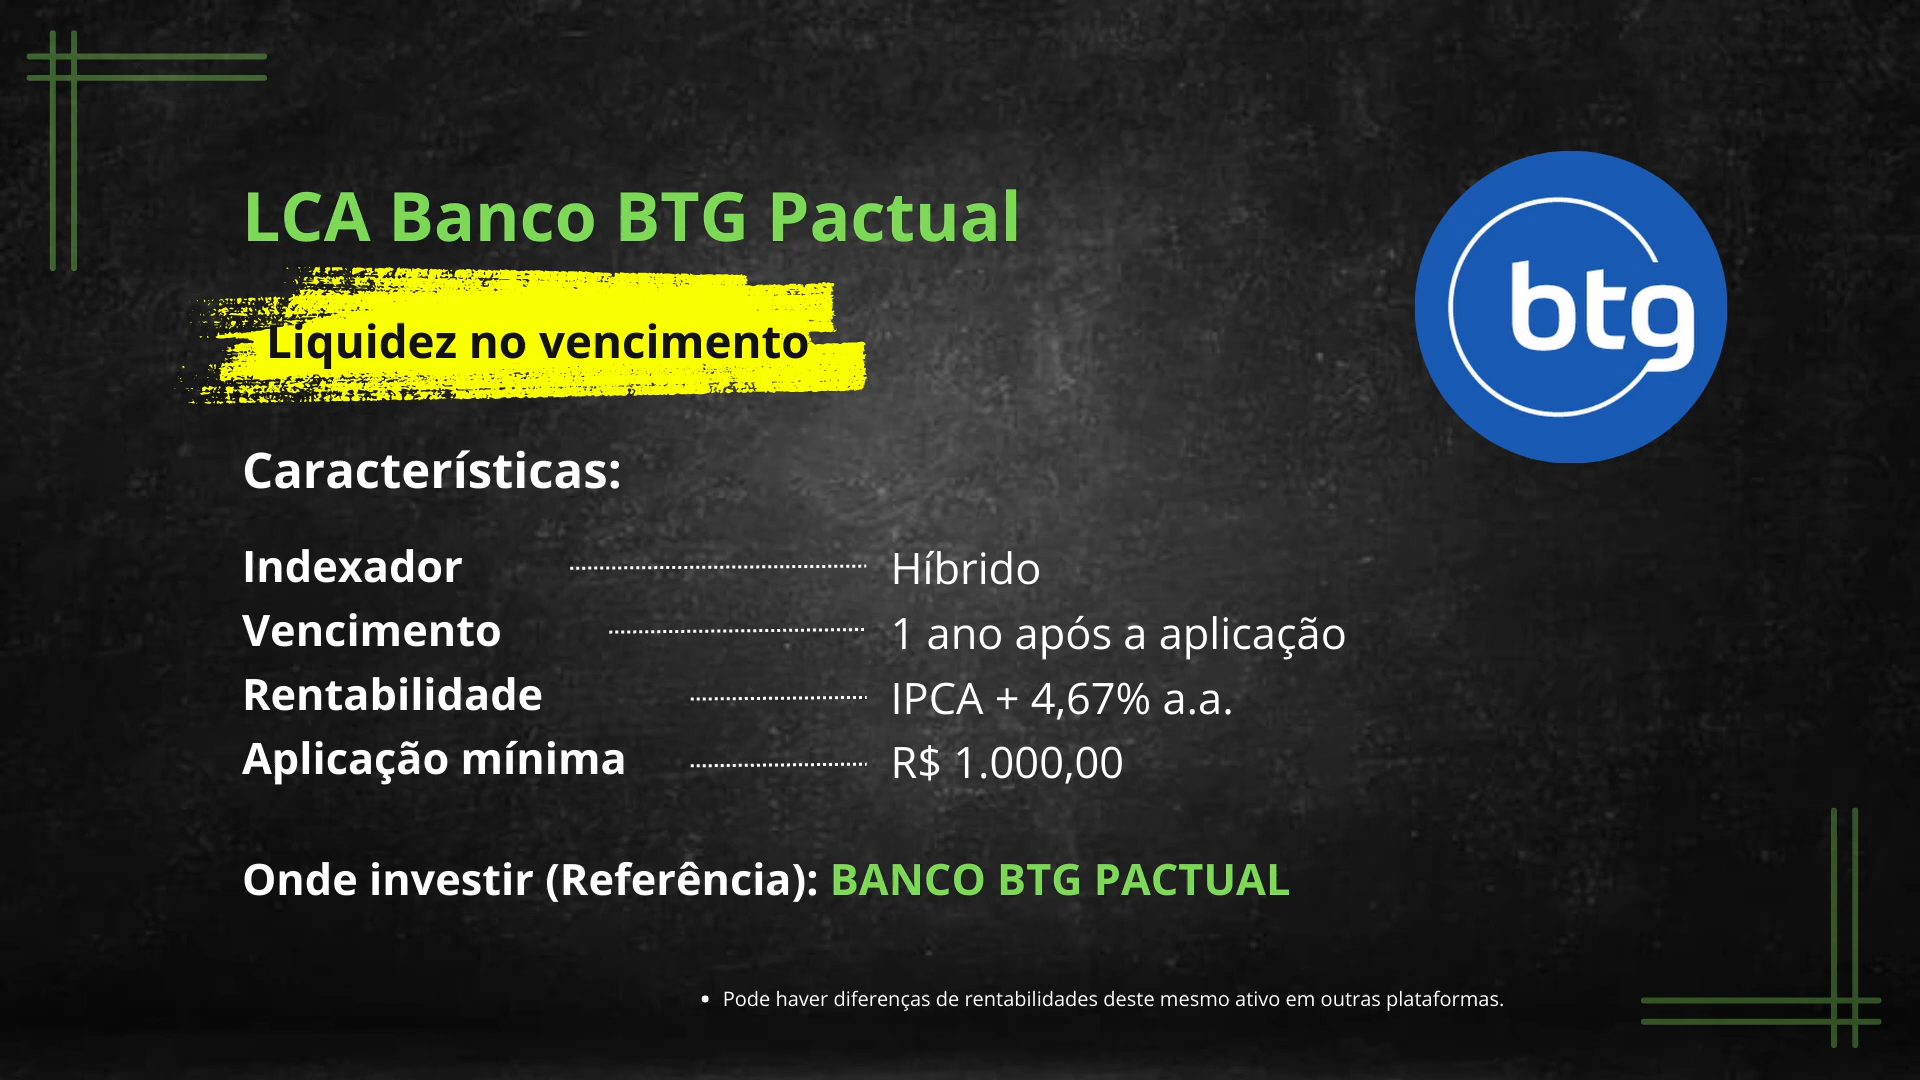 LCA Banco BTG Pactual
btg
Liquidez no vencimento
Características:
Indexador Híbrido
Vencimento 1 ano após a aplicação
Rentabilidade IPCA + 4,67% a.a.
Aplicação mínima R$ 1.000,00
Onde investir (Referência): BANCO BTG PACTUAL
• Pode haver diferenças de rentabilidades deste mesmo ativo em outras plataformas.